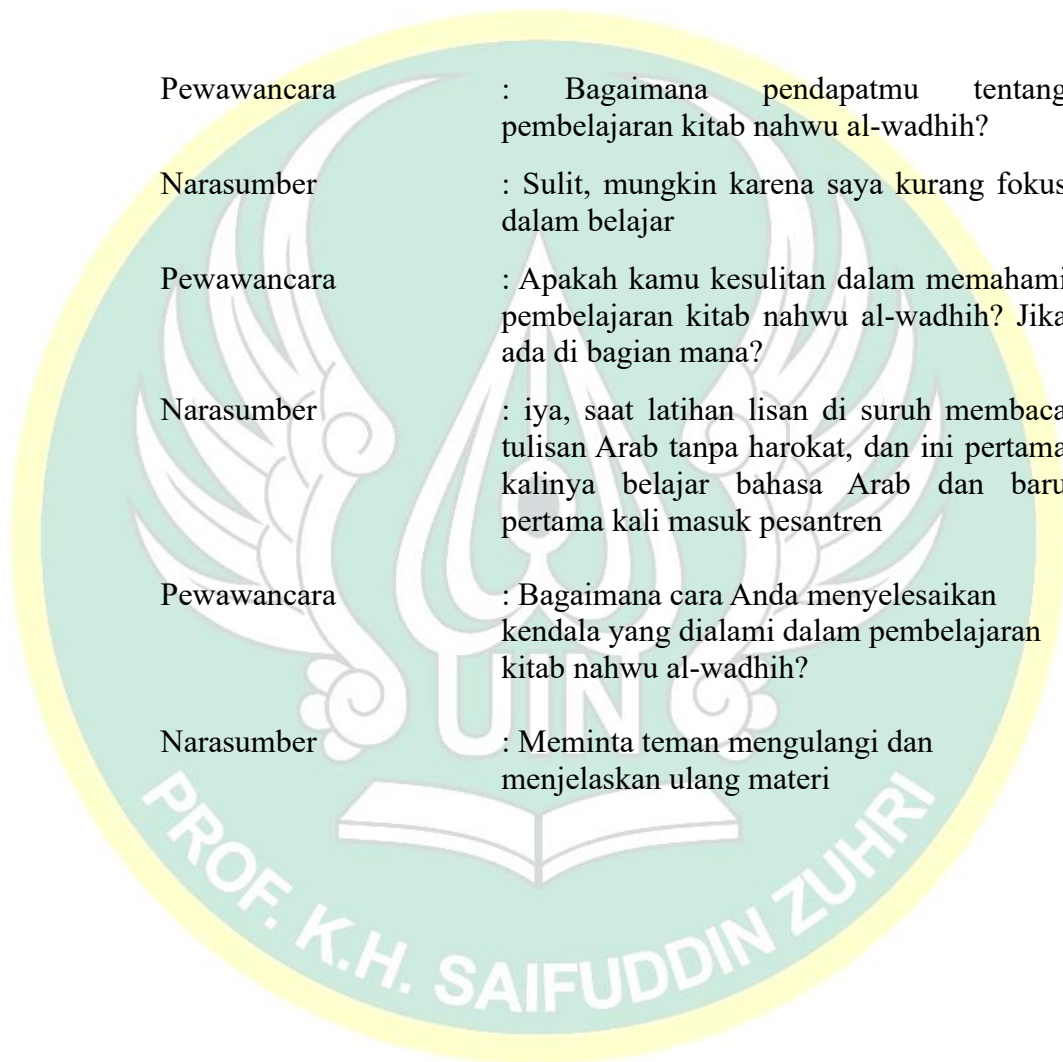 Pewawancara : Bagaimana pendapatmu tentang
pembelajaran kitab nahwu al-wadhih?
Narasumber : Sulit, mungkin karena saya kurang fokus
dalam belajar
Pewawancara : Apakah kamu kesulitan dalam memahami
pembelajaran kitab nahwu al-wadhih? Jika
ada di bagian mana?
Narasumber : iya, saat latihan lisan di suruh membaca
tulisan Arab tanpa harokat, dan ini pertama
kalinya belajar bahasa Arab dan baru
pertama kali masuk pesantren
Pewawancara : Bagaimana cara Anda menyelesaikan
kendala yang dialami dalam pembelajaran
kitab nahwu al-wadhih?
Narasumber : Meminta teman mengulangi dan
menjelaskan ulang materi
UIN
PROF. K.H. SAIFUDDIN ZUHRI